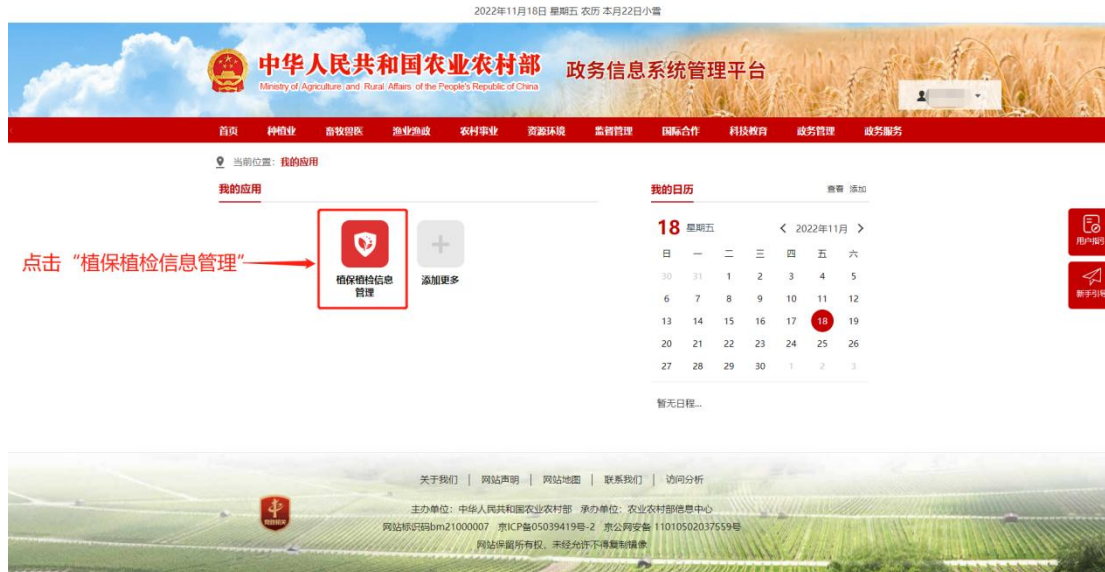 2022年11月18日 星期五 农历 本月22日小雪
中华人民共和国农业农村部 政务信息系统管理平台
Ministry of Agriculture and Rural Affairs of the People's Republic of China
首页 种植业 畜牧兽医 渔业渔政 农村事业 资源环境 监督管理 国际合作 科技教育 政务管理 政务服务
当前位置：我的应用
我的应用
点击“植保植检信息管理”
植保植检信息
管理
添加更多
我的日历 查看 添加
18 星期五 2022年11月
日 一 二 三 四 五 六
30 31 1 2 3 4 5
6 7 8 9 10 11 12
13 14 15 16 17 18 19
20 21 22 23 24 25 26
27 28 29 30 1 2 3
暂无日程...
用户指引
新手引导
关于我们 | 网站声明 | 网站地图 | 联系我们 | 访问分析
主办单位：中华人民共和国农业农村部 承办单位：农业农村部信息中心
网站标识码bm21000007 京ICP备05039419号-2 京公网安备 11010502037559号
网站保留所有权，未经允许不得复制镜像